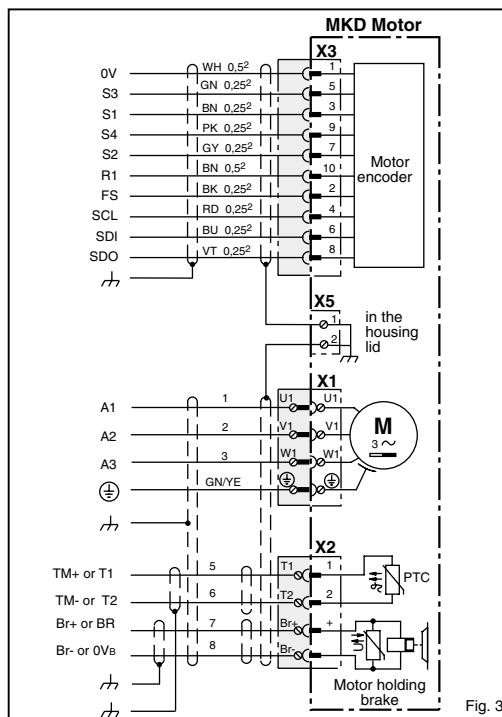 MKD Motor
X3
0V WH 0,5² 1
S3 GN 0,25² 5
S1 BN 0,25² 3
S4 PK 0,25² 9
S2 GY 0,25² 7
R1 BN 0,5² 10
FS BK 0,25² 2
SCL RD 0,25² 4
SDI BU 0,25² 6
SDO VT 0,25² 8
Motor
encoder
X5
1
2
in the
housing
lid
X1
A1 1 U1 U1
A2 2 V1 V1
A3 3 W1 W1
GN/YE
M
3 ~
X2
TM+ or T1 5 T1 1
TM- or T2 6 T2 2
PTC
Br+ or BR 7 Br+ +
Br- or 0VB 8 Br- -
U
Motor holding
brake
Fig. 3